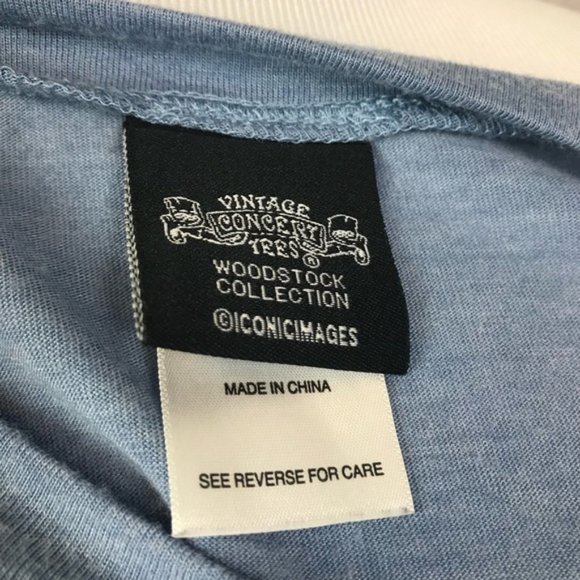 VINTAGE
CONCERT
TEES®
WOODSTOCK
COLLECTION
©ICONICIMAGES
MADE IN CHINA
SEE REVERSE FOR CARE